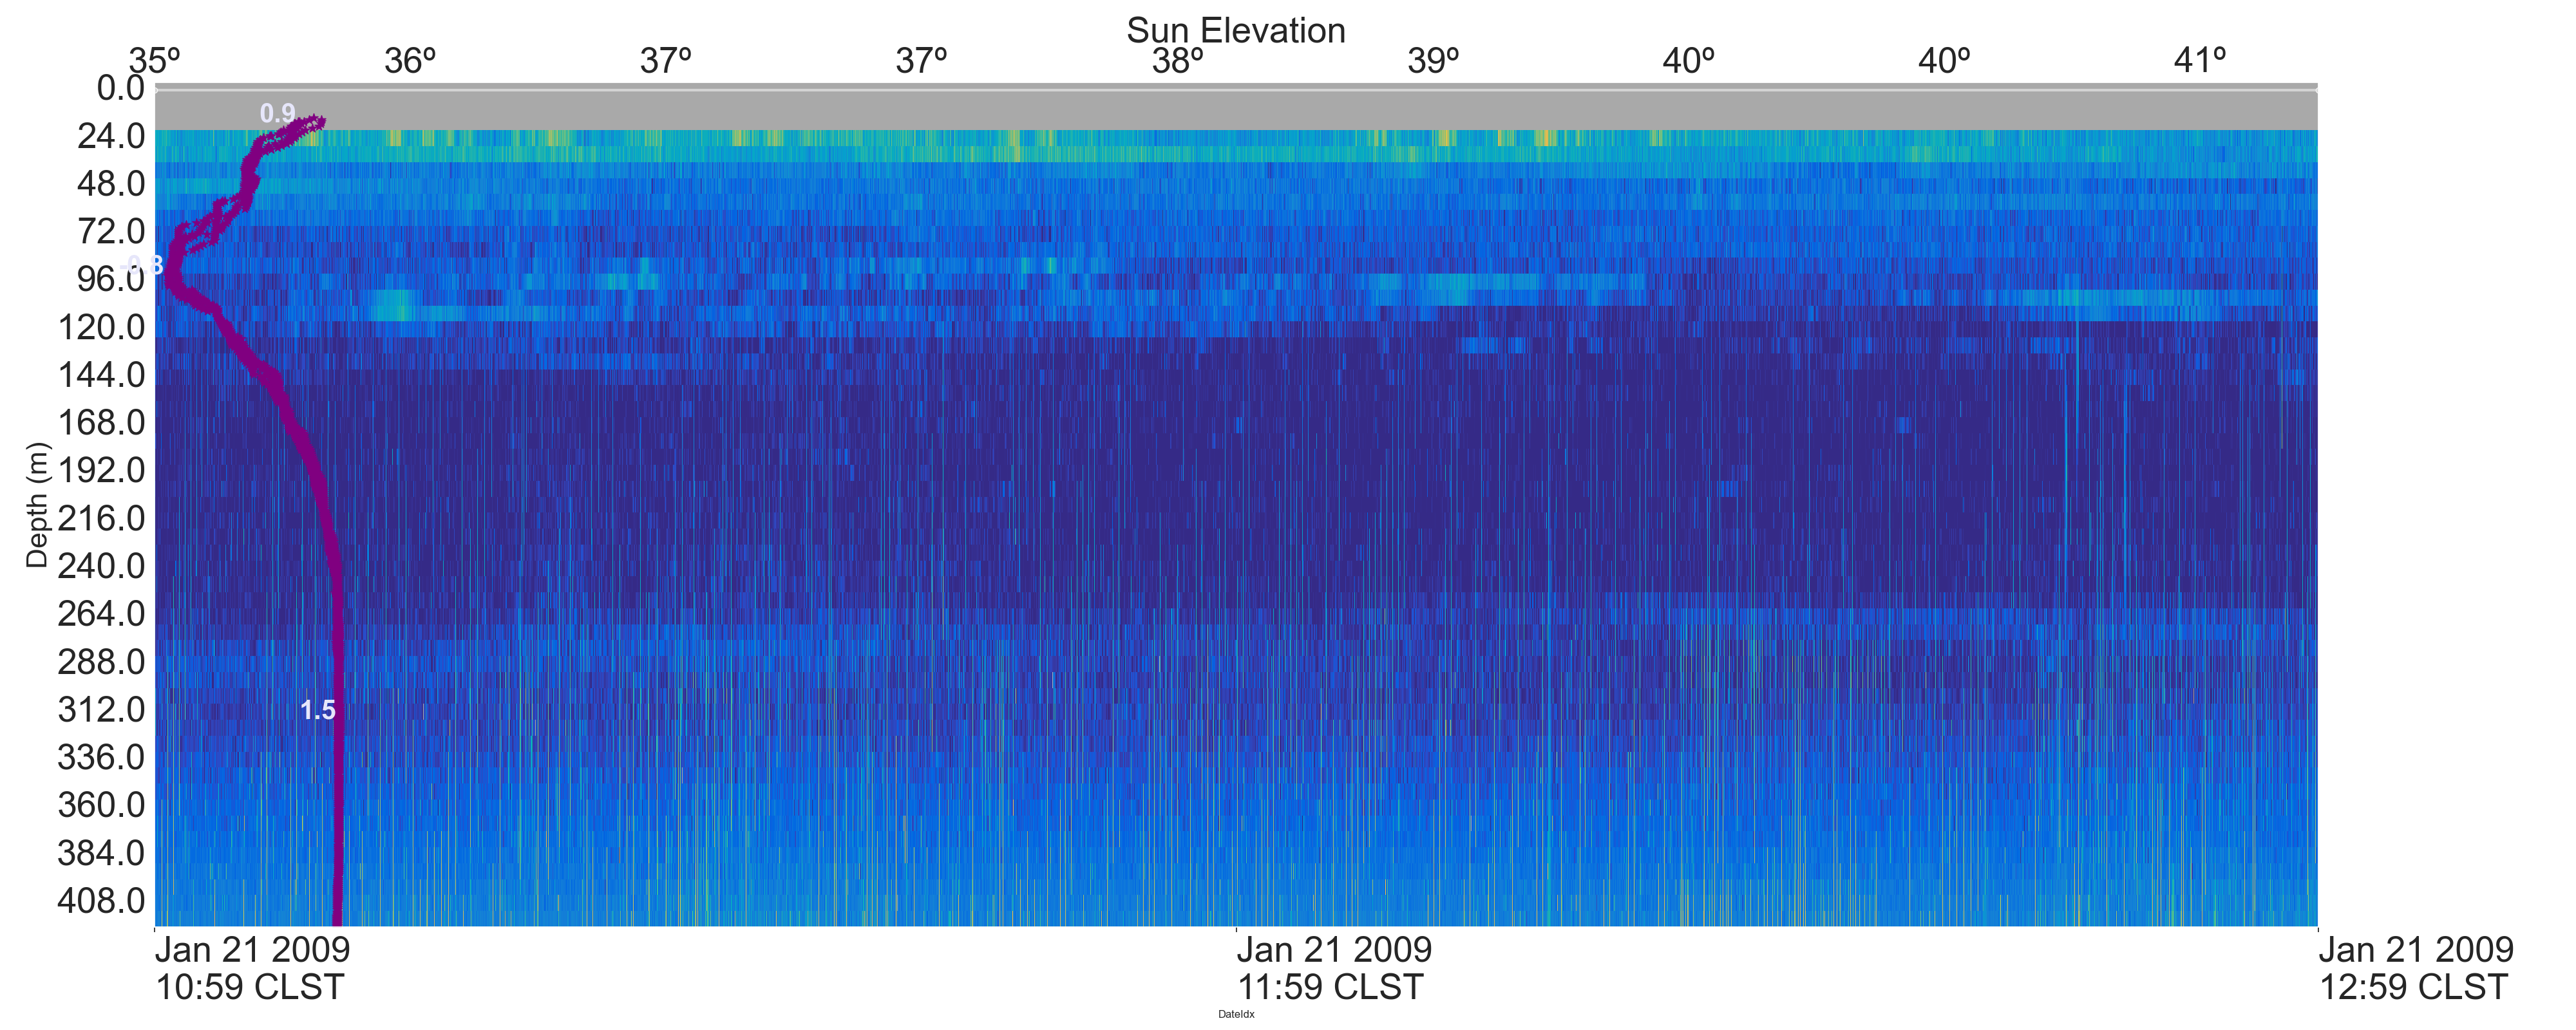 Sun Elevation
35º 36º 37º 37º 38º 39º 40º 40º 41º
0.0
0.9
24.0
48.0
72.0
-0.8
96.0
120.0
144.0
168.0
192.0
Depth (m)
216.0
240.0
264.0
288.0
312.0
1.5
336.0
360.0
384.0
408.0
Jan 21 2009
10:59 CLST
Jan 21 2009
11:59 CLST
Jan 21 2009
12:59 CLST
DateIdx